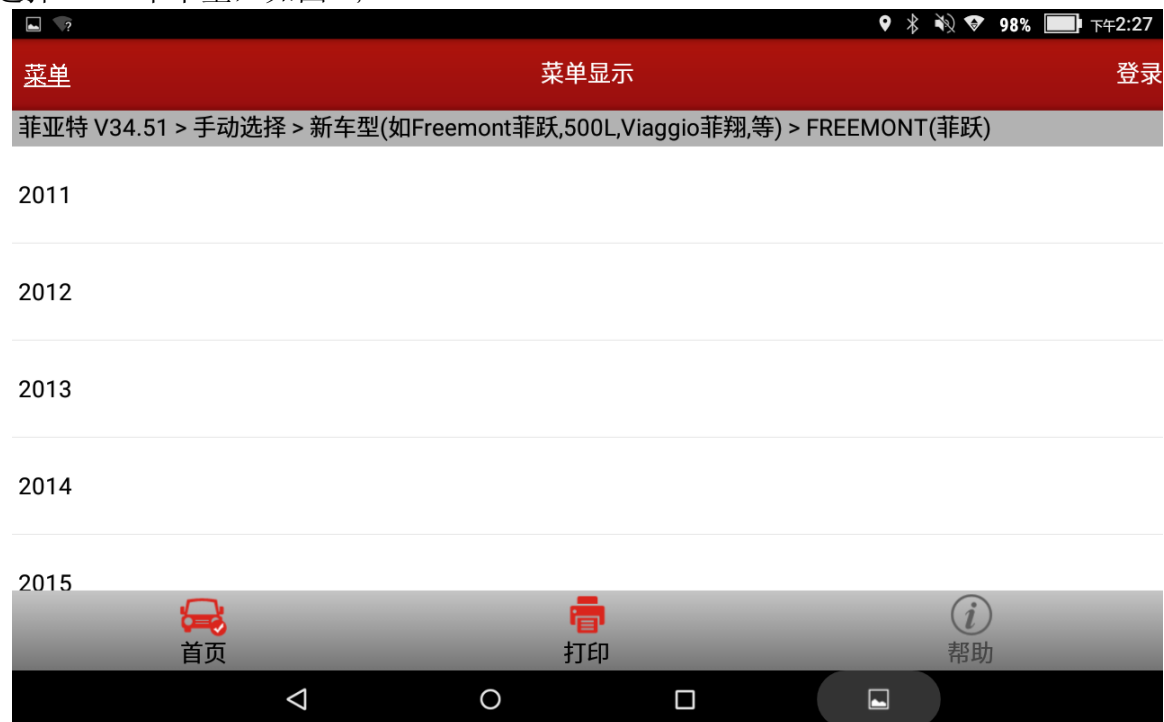 98% 下午2:27
菜单 菜单显示 登录
菲亚特 V34.51 > 手动选择 > 新车型(如Freemont菲跃,500L,Viaggio菲翔,等) > FREEMONT(菲跃)
2011
2012
2013
2014
2015
首页 打印 帮助